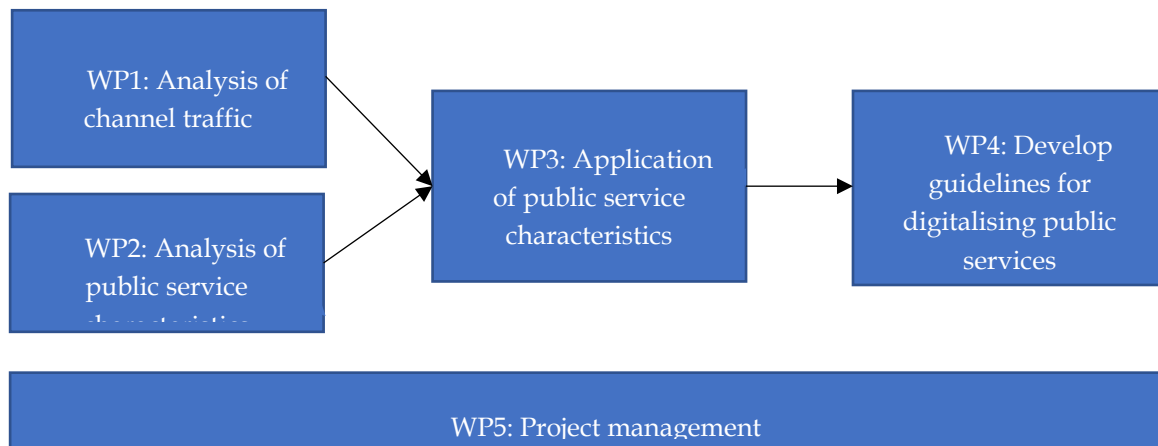 WP1: Analysis of
channel traffic
WP2: Analysis of
public service
characteristics
WP3: Application
of public service
characteristics
WP4: Develop
guidelines for
digitalising public
services
WP5: Project management